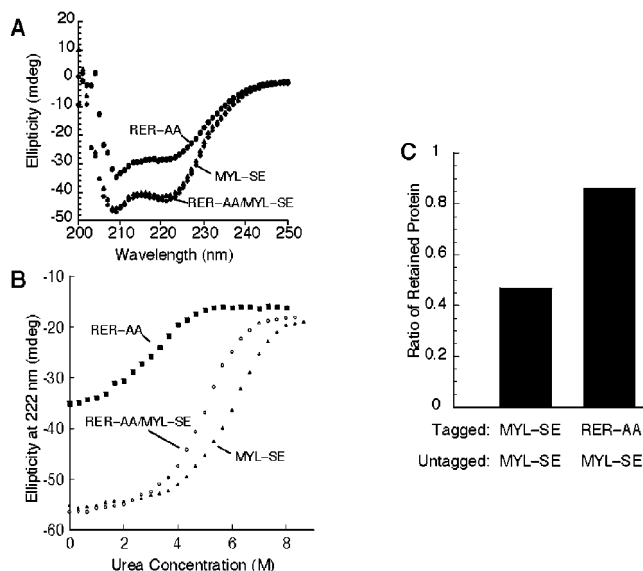 A
20
10
0
-10
-20
-30
-40
-50
Ellipticity (mdeg)
RER-AA
MYL-SE
RER-AA/MYL-SE
200 210 220 230 240 250
Wavelength (nm)
B
-10
-20
-30
-40
-50
-60
Ellipticity at 222 nm (mdeg)
RER-AA
RER-AA/MYL-SE
MYL-SE
0 2 4 6 8
Urea Concentration (M)
C
1
0.8
0.6
0.4
0.2
0
Ratio of Retained Protein
Tagged: MYL-SE RER-AA
Untagged: MYL-SE MYL-SE